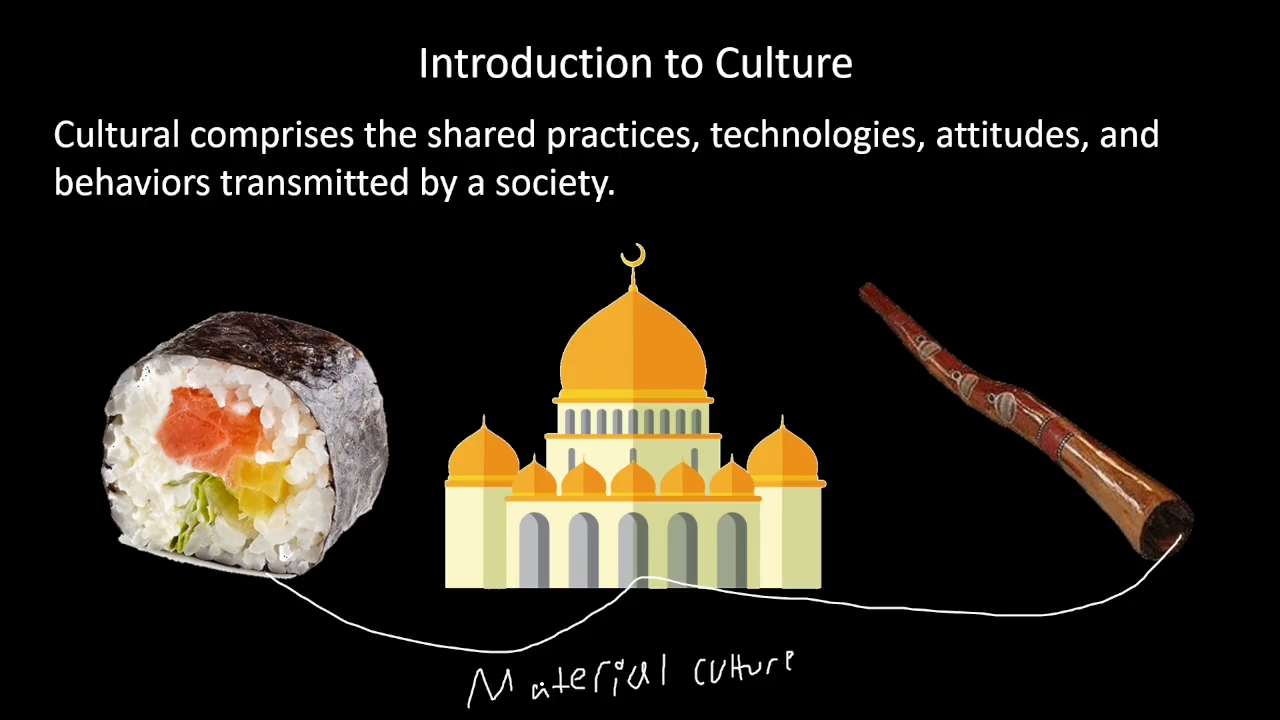 Introduction to Culture
Cultural comprises the shared practices, technologies, attitudes, and
behaviors transmitted by a society.
Material culture